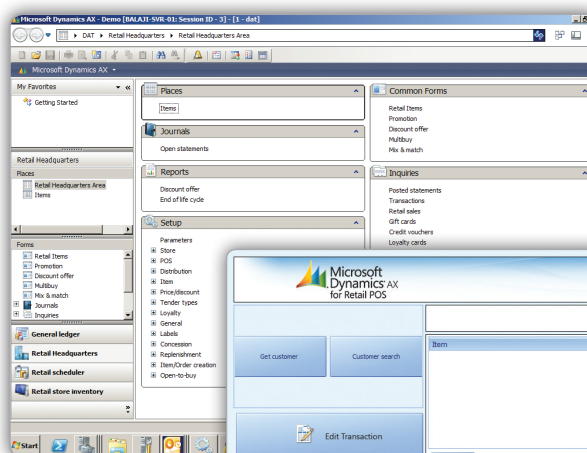 Microsoft Dynamics AX - Demo [BALAJI-SVR-01: Session ID - 3] - [1 - dat]
DAT ▸ Retail Headquarters ▸ Retail Headquarters Area
Microsoft Dynamics AX
My Favorites
Getting Started
Retail Headquarters
Places
Retail Headquarters Area
Items
Forms
Retail Items
Promotion
Discount offer
Multibuy
Mix & match
Journals
Inquiries
General ledger
Retail Headquarters
Retail scheduler
Retail store inventory
Start
Places
Items
Journals
Open statements
Reports
Discount offer
End of life cycle
Setup
Parameters
Store
POS
Distribution
Item
Price/discount
Tender types
Loyalty
General
Labels
Concession
Replenishment
Item/Order creation
Open-to-buy
Common Forms
Retail Items
Promotion
Discount offer
Multibuy
Mix & match
Inquiries
Posted statements
Transactions
Retail sales
Gift cards
Credit vouchers
Loyalty cards
Microsoft
Dynamics AX
for Retail POS
Get customer
Customer search
Item
Edit Transaction